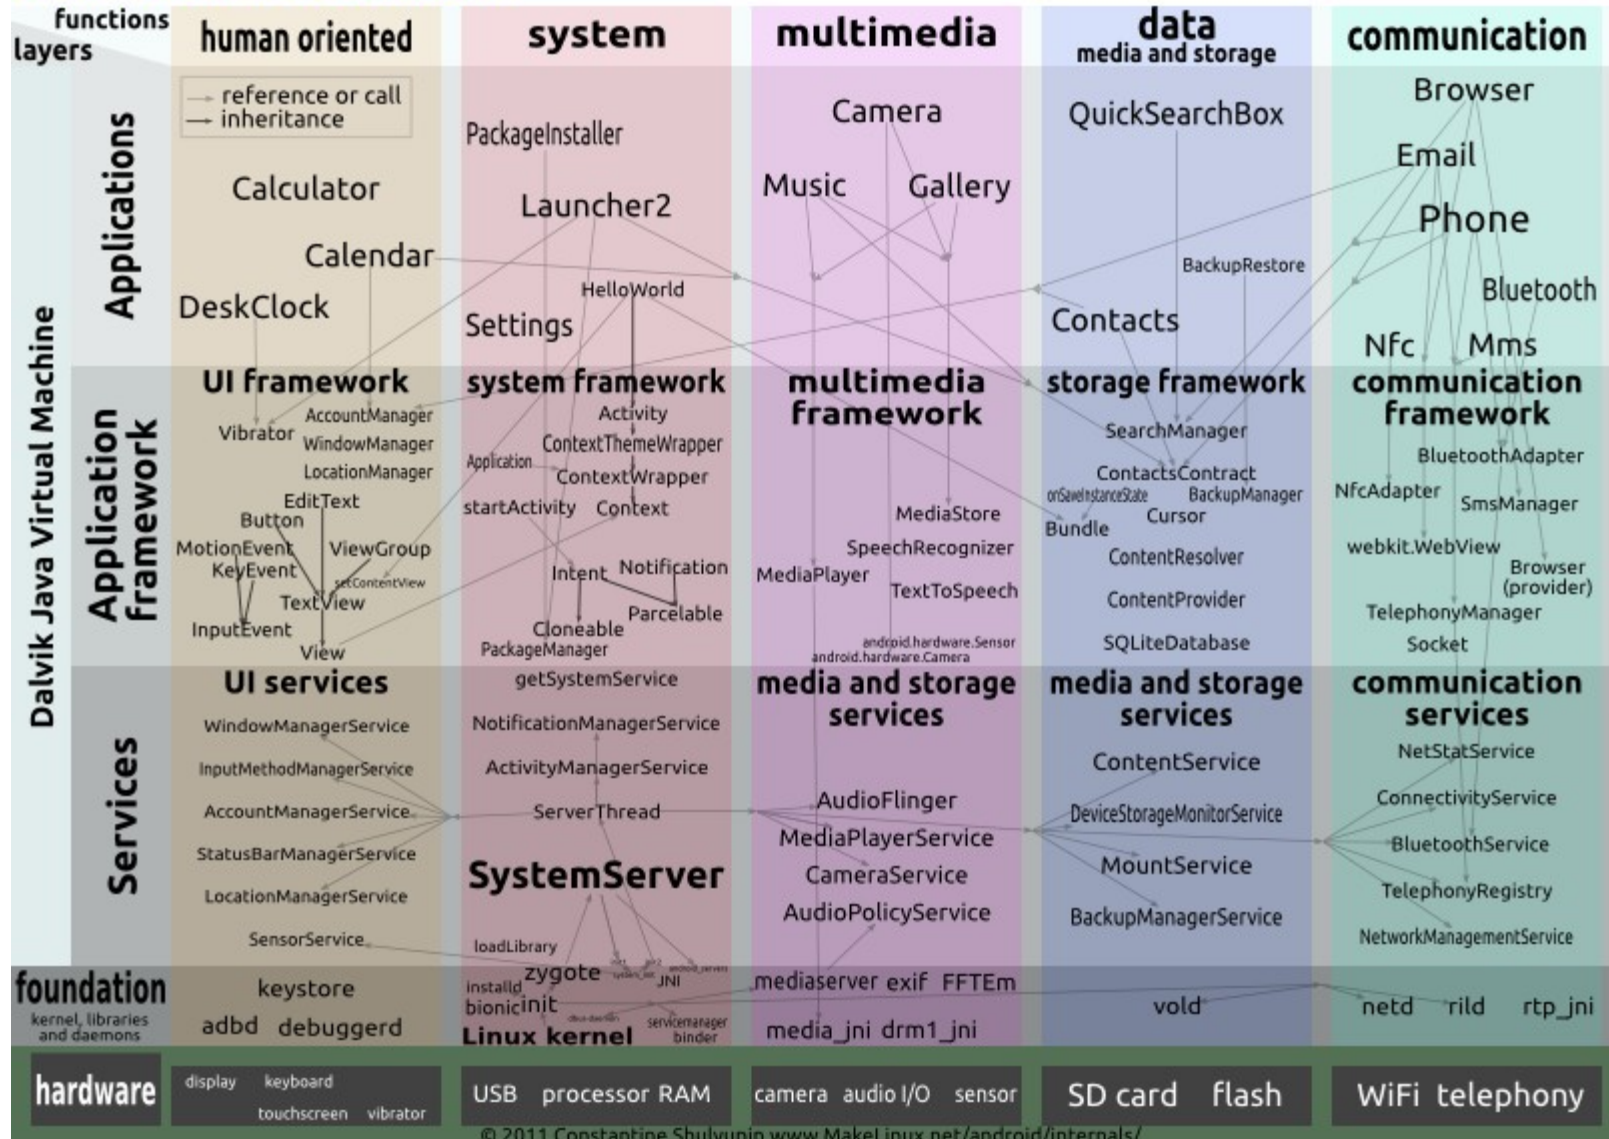 functions
layers
human oriented
system
multimedia
data
media and storage
communication
Dalvik Java Virtual Machine
Applications
reference or call
inheritance
Calculator
Calendar
DeskClock
PackageInstaller
Launcher2
HelloWorld
Settings
Camera
Music Gallery
QuickSearchBox
BackupRestore
Contacts
Browser
Email
Phone
Bluetooth
Nfc Mms
Application
framework
UI framework
AccountManager
Vibrator
WindowManager
LocationManager
EditText
Button
MotionEvent ViewGroup
KeyEvent
setContentView
TextView
InputEvent
View
system framework
Activity
ContextThemeWrapper
Application
ContextWrapper
startActivity Context
Intent Notification
Parcelable
Cloneable
PackageManager
multimedia
framework
MediaStore
SpeechRecognizer
MediaPlayer
TextToSpeech
android.hardware.Sensor
android.hardware.Camera
storage framework
SearchManager
ContactsContract
onSaveInstanceState BackupManager
Cursor
Bundle
ContentResolver
ContentProvider
SQLiteDatabase
communication
framework
BluetoothAdapter
NfcAdapter
SmsManager
webkit.WebView
Browser
(provider)
TelephonyManager
Socket
Services
UI services
WindowManagerService
InputMethodManagerService
AccountManagerService
StatusBarManagerService
LocationManagerService
SensorService
getSystemService
NotificationManagerService
ActivityManagerService
ServerThread
SystemServer
loadLibrary
media and storage
services
AudioFlinger
MediaPlayerService
CameraService
AudioPolicyService
media and storage
services
ContentService
DeviceStorageMonitorService
MountService
BackupManagerService
communication
services
NetStatService
ConnectivityService
BluetoothService
TelephonyRegistry
NetworkManagementService
foundation
kernel, libraries
and daemons
keystore
adbd debuggerd
zygote
android_servers
JNI
installd
bionic init
servicemanager
binder
Linux kernel
mediaserver exif FFTEm
media_jni drm1_jni
vold
netd rild rtp_jni
hardware
display keyboard
touchscreen vibrator
USB processor RAM
camera audio I/O sensor
SD card flash
WiFi telephony
© 2011 Constantine Shulyupin www.MakeLinux.net/android/internals/